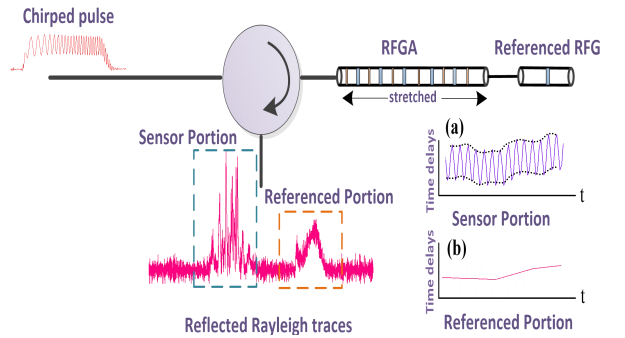 Chirped pulse
RFGA
Referenced RFG
stretched
Sensor Portion
Referenced Portion
(a)
Time delays
t
Sensor Portion
(b)
Time delays
t
Referenced Portion
Reflected Rayleigh traces